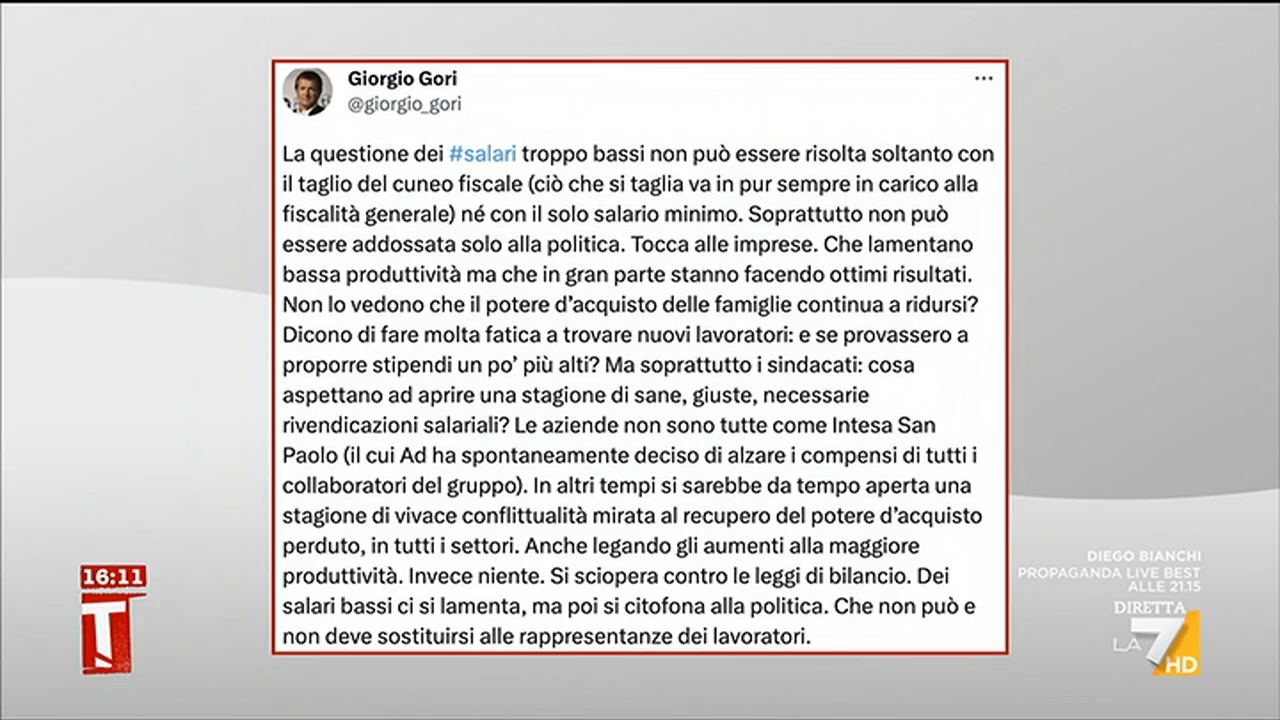 Giorgio Gori
@giorgio_gori
La questione dei #salari troppo bassi non può essere risolta soltanto con
il taglio del cuneo fiscale (ciò che si taglia va in pur sempre in carico alla
fiscalità generale) né con il solo salario minimo. Soprattutto non può
essere addossata solo alla politica. Tocca alle imprese. Che lamentano
bassa produttività ma che in gran parte stanno facendo ottimi risultati.
Non lo vedono che il potere d’acquisto delle famiglie continua a ridursi?
Dicono di fare molta fatica a trovare nuovi lavoratori: e se provassero a
proporre stipendi un po’ più alti? Ma soprattutto i sindacati: cosa
aspettano ad aprire una stagione di sane, giuste, necessarie
rivendicazioni salariali? Le aziende non sono tutte come Intesa San
Paolo (il cui Ad ha spontaneamente deciso di alzare i compensi di tutti i
collaboratori del gruppo). In altri tempi si sarebbe da tempo aperta una
stagione di vivace conflittualità mirata al recupero del potere d’acquisto
perduto, in tutti i settori. Anche legando gli aumenti alla maggiore
produttività. Invece niente. Si sciopera contro le leggi di bilancio. Dei
salari bassi ci si lamenta, ma poi si citofona alla politica. Che non può e
non deve sostituirsi alle rappresentanze dei lavoratori.
16:11
T
DIEGO BIANCHI
PROPAGANDA LIVE BEST
ALLE 21.15
DIRETTA
LA 7
HD